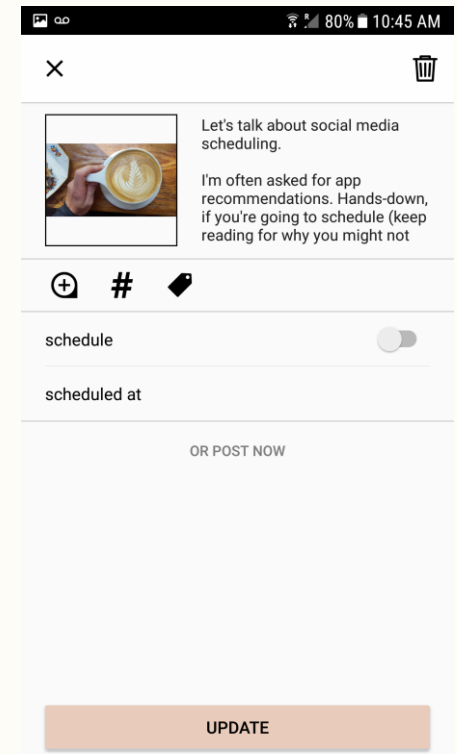 80% 10:45 AM
Let's talk about social media
scheduling.
I'm often asked for app
recommendations. Hands-down,
if you're going to schedule (keep
reading for why you might not
#
schedule
scheduled at
OR POST NOW
UPDATE